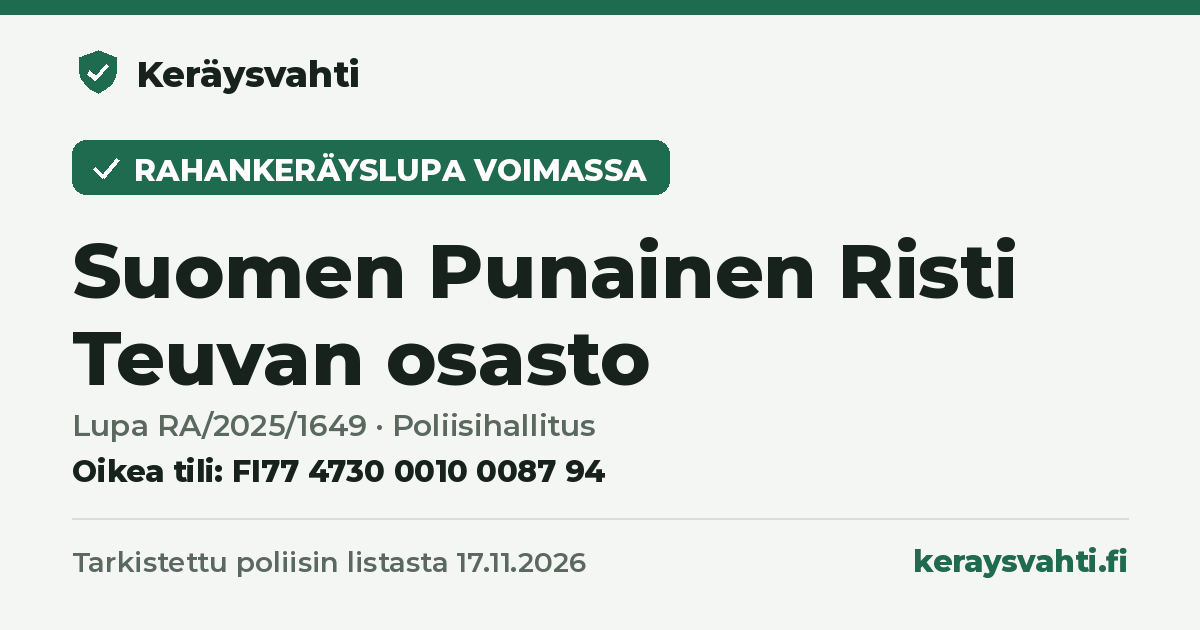 Keräysvahti
RAHANKERÄYSLUPA VOIMASSA
Suomen Punainen Risti
Teuvan osasto
Lupa RA/2025/1649 · Poliisihallitus
Oikea tili: FI77 4730 0010 0087 94
Tarkistettu poliisin listasta 17.11.2026
keraysvahti.fi